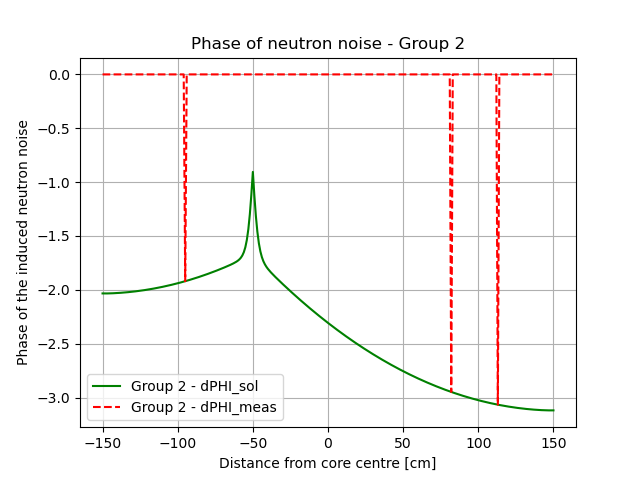 Phase of neutron noise - Group 2
Phase of the induced neutron noise
0.0
−0.5
−1.0
−1.5
−2.0
−2.5
−3.0
Group 2 - dPHI_sol
Group 2 - dPHI_meas
−150
−100
−50
0
50
100
150
Distance from core centre [cm]